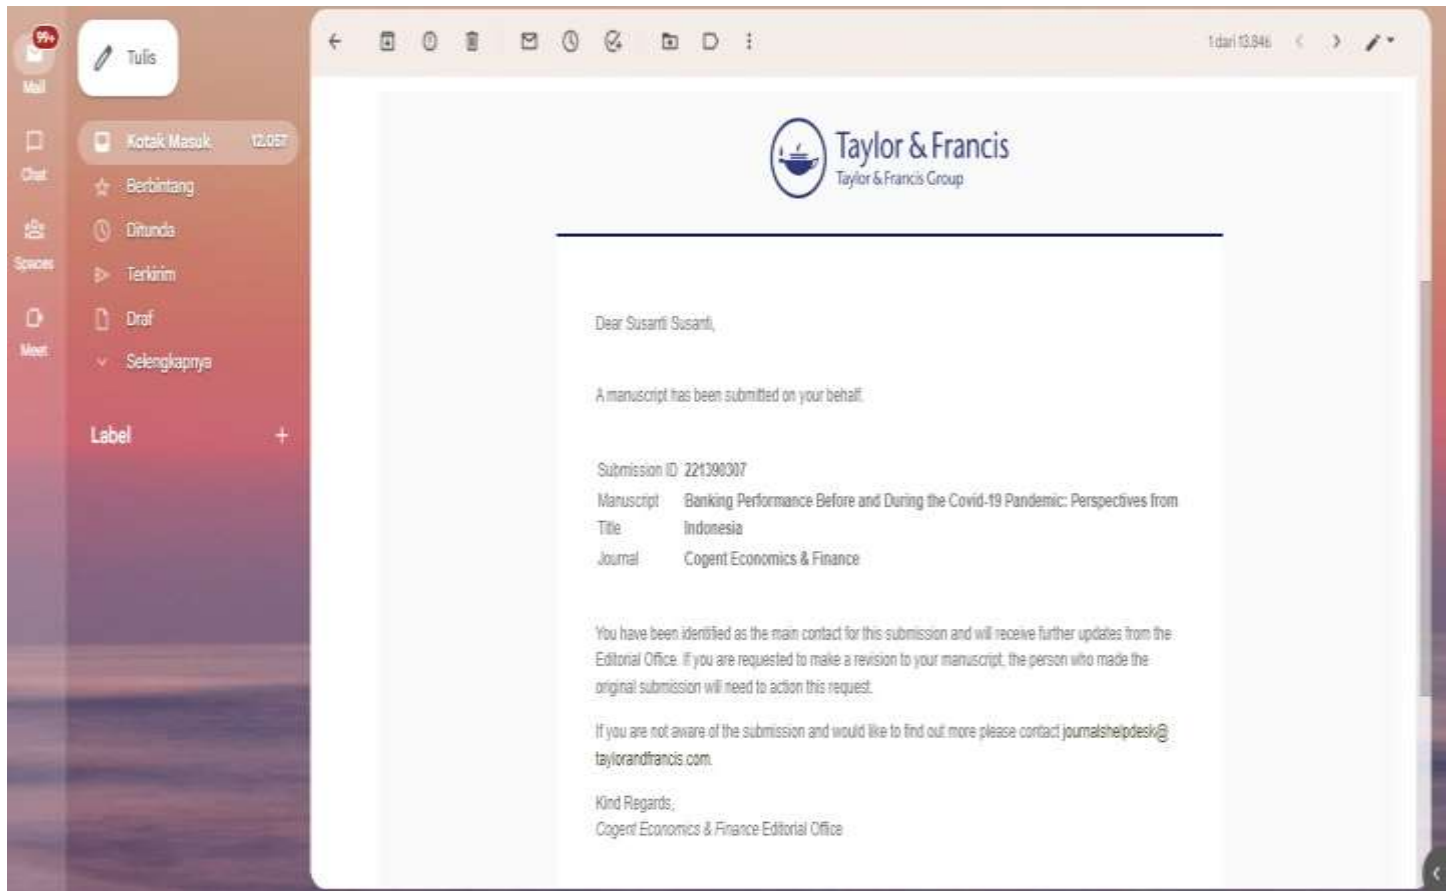 99+
Mail
Chat
Spaces
Meet
Tulis
Kotak Masuk 12.057
Berbintang
Ditunda
Terkirim
Draf
Selengkapnya
Label +
1 dari 13.846
Taylor & Francis
Taylor & Francis Group
Dear Susanti Susanti,
A manuscript has been submitted on your behalf.
Submission ID 221390307
Manuscript Banking Performance Before and During the Covid-19 Pandemic: Perspectives from
Title Indonesia
Journal Cogent Economics & Finance
You have been identified as the main contact for this submission and will receive further updates from the
Editorial Office. If you are requested to make a revision to your manuscript, the person who made the
original submission will need to action this request.
If you are not aware of the submission and would like to find out more please contact journalshelpdesk@
taylorandfrancis.com.
Kind Regards,
Cogent Economics & Finance Editorial Office